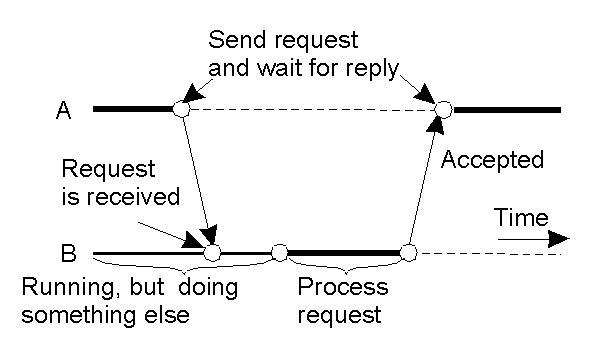 Send request
and wait for reply
A
Request
is received
Accepted
Time
B
Running, but doing
something else
Process
request